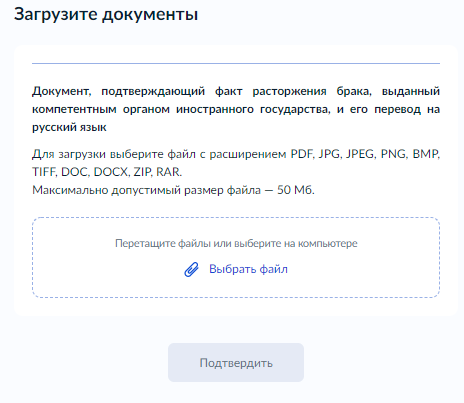 Загрузите документы
Документ, подтверждающий факт расторжения брака, выданный
компетентным органом иностранного государства, и его перевод на
русский язык
Для загрузки выберите файл с расширением PDF, JPG, JPEG, PNG, BMP,
TIFF, DOC, DOCX, ZIP, RAR.
Максимально допустимый размер файла — 50 Мб.
Перетащите файлы или выберите на компьютере
Выбрать файл
Подтвердить